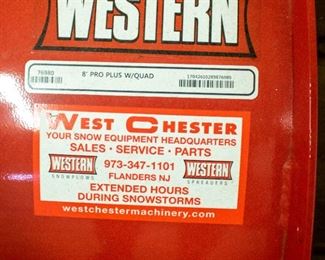 WESTERN
76980 8' PRO PLUS W/QUAD
WEST CHESTER
YOUR SNOW EQUIPMENT HEADQUARTERS
SALES - SERVICE - PARTS
WESTERN 973-347-1101 WESTERN
SNOWPLOWS FLANDERS NJ SPREADERS
EXTENDED HOURS
DURING SNOWSTORMS
westchestermachinery.com